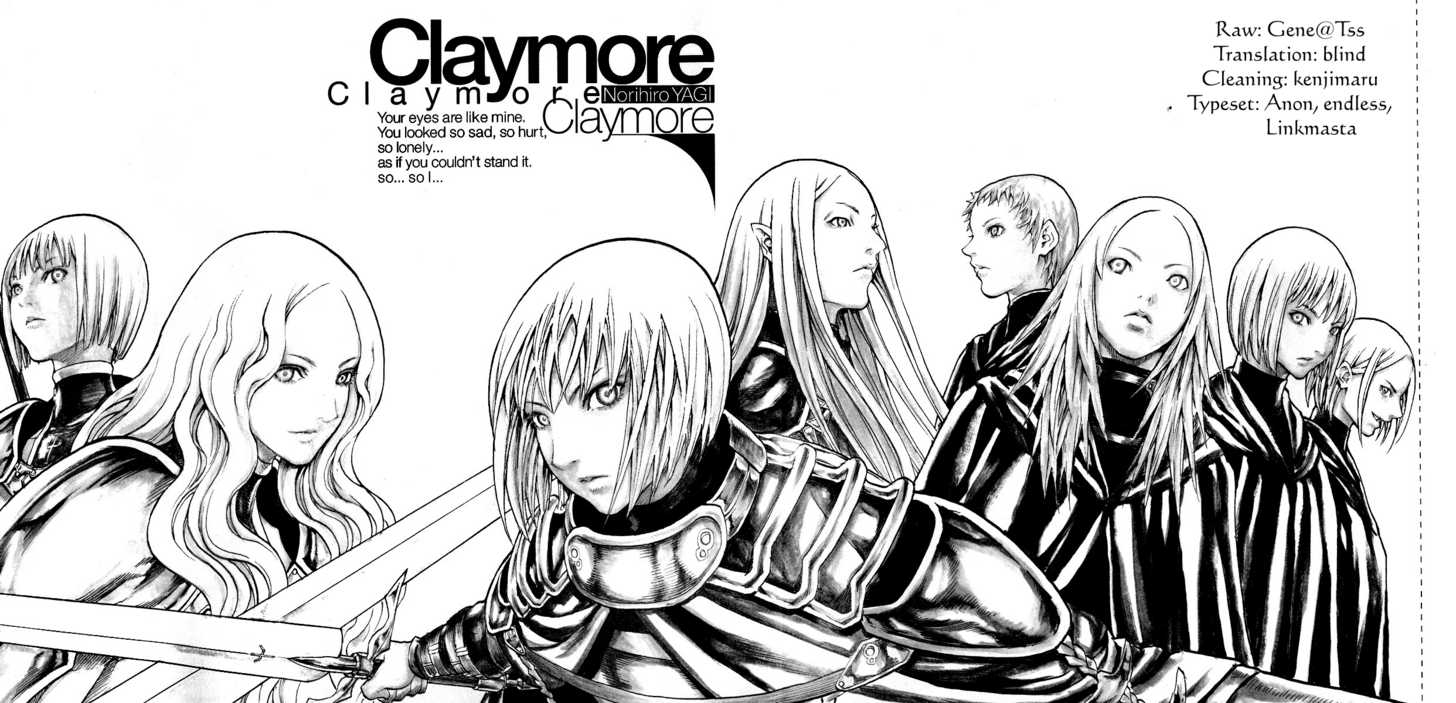 Claymore
Claymore
Norihiro YAGI
Claymore
Your eyes are like mine.
You looked so sad, so hurt,
so lonely...
as if you couldn't stand it.
so... so I...
Raw: Gene@Tss
Translation: blind
Cleaning: kenjimaru
Typeset: Anon, endless,
Linkmasta